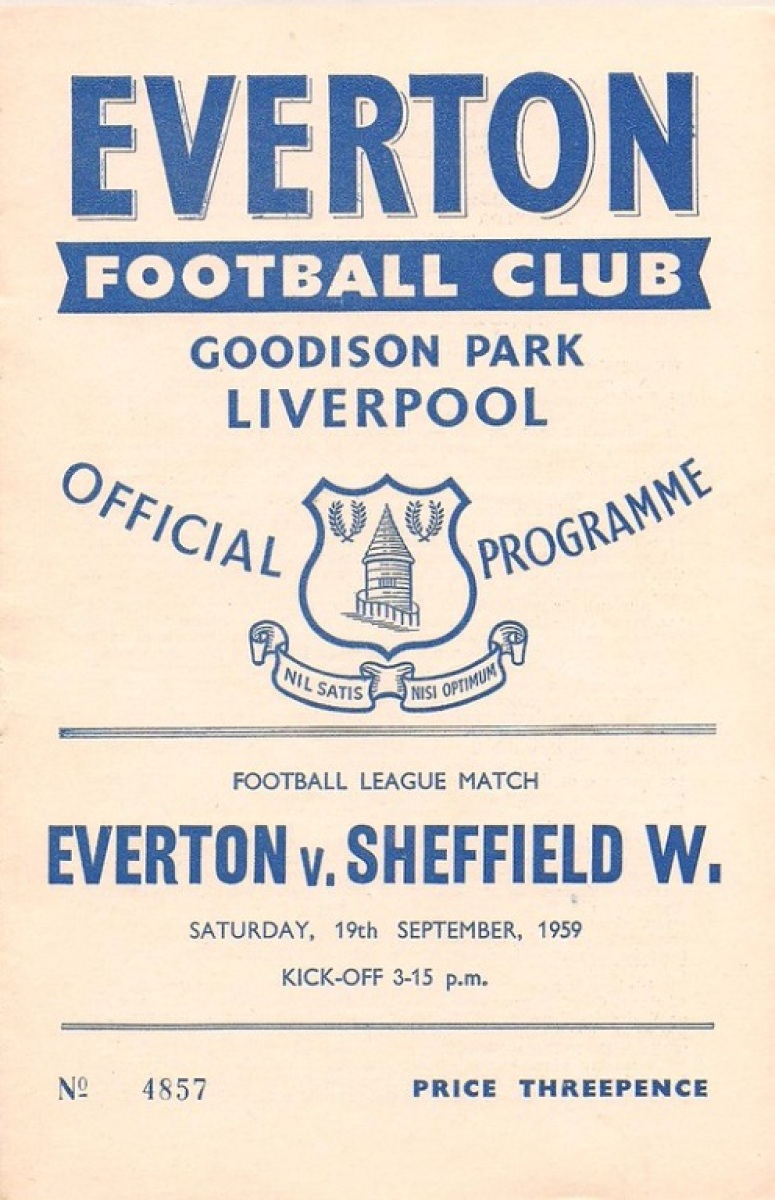 EVERTON
FOOTBALL CLUB
GOODISON PARK
LIVERPOOL
OFFICIAL PROGRAMME
NIL SATIS NISI OPTIMUM
FOOTBALL LEAGUE MATCH
EVERTON v. SHEFFIELD W.
SATURDAY, 19th SEPTEMBER, 1959
KICK-OFF 3-15 p.m.
Nº 4857 PRICE THREEPENCE